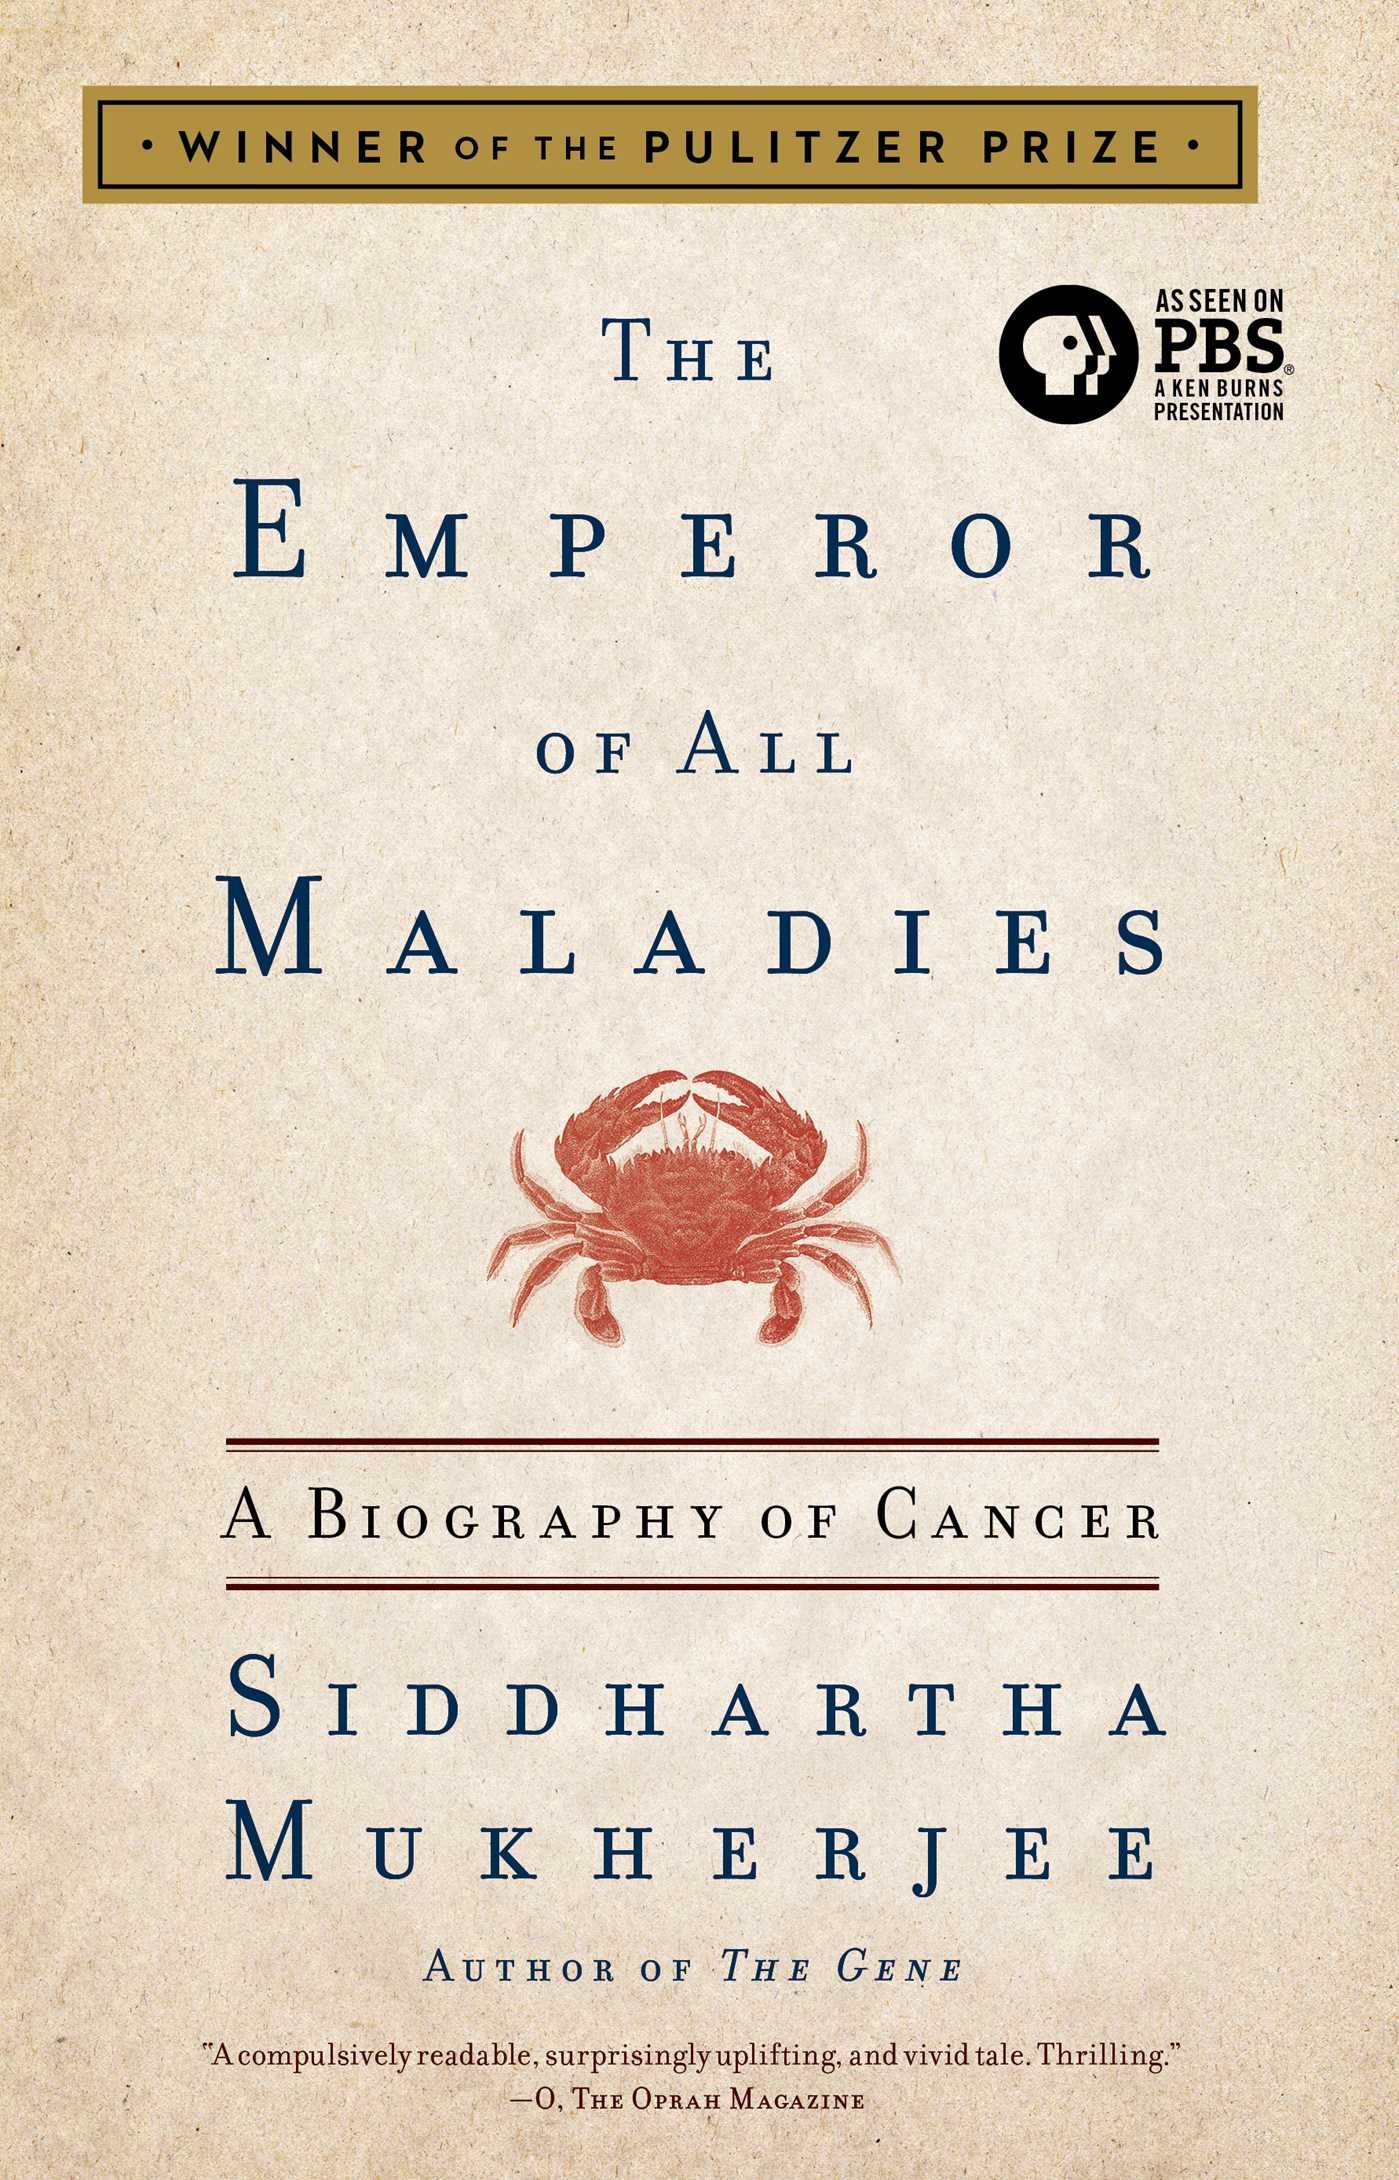 • WINNER OF THE PULITZER PRIZE •
THE
AS SEEN ON
PBS®
A KEN BURNS
PRESENTATION
EMPEROR
OF ALL
MALADIES
A BIOGRAPHY OF CANCER
SIDDHARTHA
MUKHERJEE
AUTHOR OF THE GENE
“A compulsively readable, surprisingly uplifting, and vivid tale. Thrilling.”
—O, THE OPRAH MAGAZINE